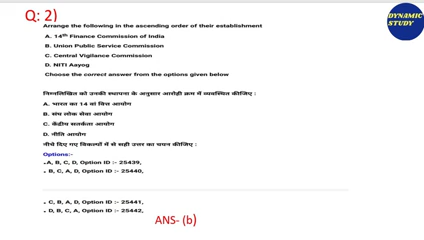 Q: 2)
DYNAMIC
STUDY
Arrange the following in the ascending order of their establishment
A. 14th Finance Commission of India
B. Union Public Service Commission
C. Central Vigilance Commission
D. NITI Aayog
Choose the correct answer from the options given below
निम्नलिखित को उनकी स्थापना के अनुसार आरोही क्रम में व्यवस्थित कीजिए :
A. भारत का 14 वां वित्त आयोग
B. संघ लोक सेवा आयोग
C. केंद्रीय सतर्कता आयोग
D. नीति आयोग
नीचे दिए गए विकल्पों में से सही उत्तर का चयन कीजिए :
Options:-
.A, B, C, D, Option ID :- 25439,
. B, C, A, D, Option ID :- 25440,
. C, B, A, D, Option ID :- 25441,
. D, B, C, A, Option ID :- 25442,
ANS- (b)